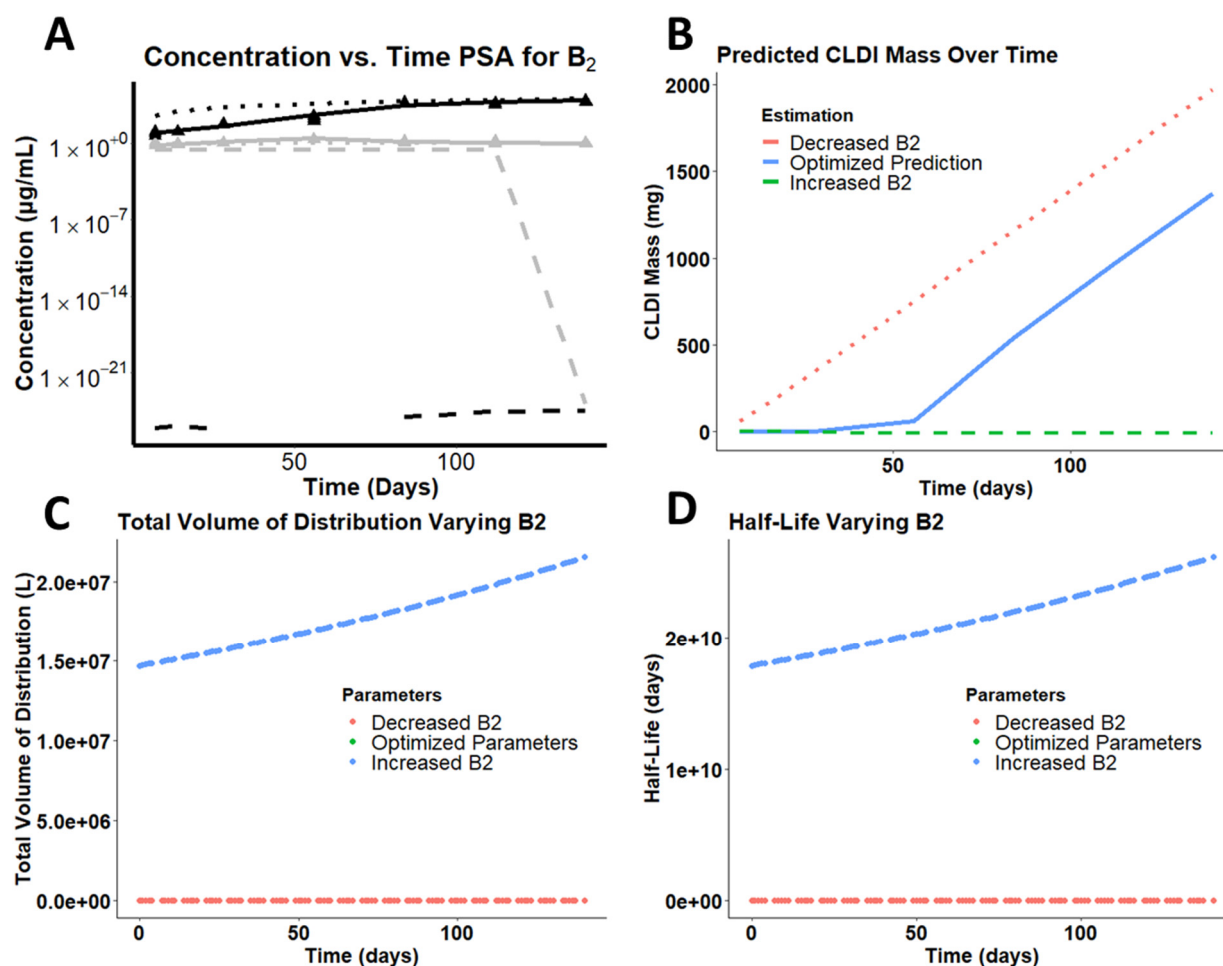 A
Concentration vs. Time PSA for B₂
Concentration (µg/mL)
1 × 10⁺⁰
1 × 10⁻⁷
1 × 10⁻¹⁴
1 × 10⁻²¹
50
100
Time (Days)
B
Predicted CLDI Mass Over Time
CLDI Mass (mg)
2000
1500
1000
500
0
Estimation
Decreased B2
Optimized Prediction
Increased B2
50
100
Time (days)
C
Total Volume of Distribution Varying B2
Total Volume of Distribution (L)
2.0e+07
1.5e+07
1.0e+07
5.0e+06
0.0e+00
Parameters
Decreased B2
Optimized Parameters
Increased B2
0
50
100
Time (days)
D
Half-Life Varying B2
Half-Life (days)
2e+10
1e+10
0e+00
Parameters
Decreased B2
Optimized Parameters
Increased B2
0
50
100
Time (days)